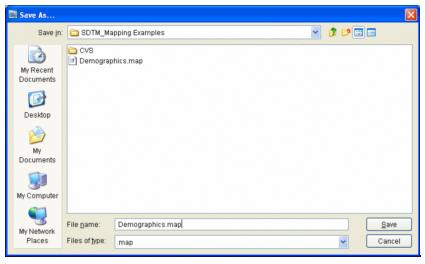 Save As...
Save in:
SDTM_Mapping Examples
CVS
Demographics.map
My Recent
Documents
Desktop
My
Documents
My Computer
My Network
Places
File name:
Demographics.map
Save
Files of type:
.map
Cancel